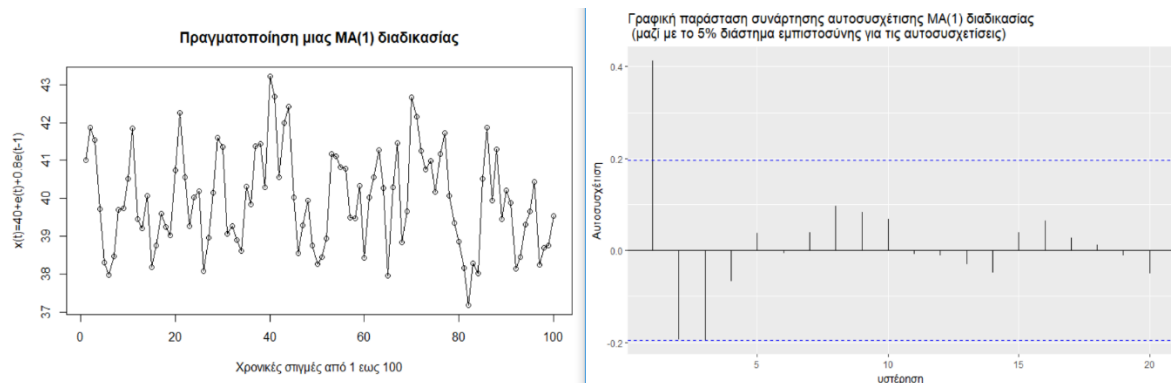 Πραγματοποίηση μιας MA(1) διαδικασίας
x(t)=40+e(t)+0.8e(t-1)
43
42
41
40
39
38
37
0 20 40 60 80 100
Χρονικές στιγμές από 1 εως 100
Γραφική παράσταση συνάρτησης αυτοσυσχέτισης MA(1) διαδικασίας
(μαζί με το 5% διάστημα εμπιστοσύνης για τις αυτοσυσχετίσεις)
Αυτοσυσχέτιση
0.4
0.2
0.0
-0.2
5 10 15 20
υστέρηση